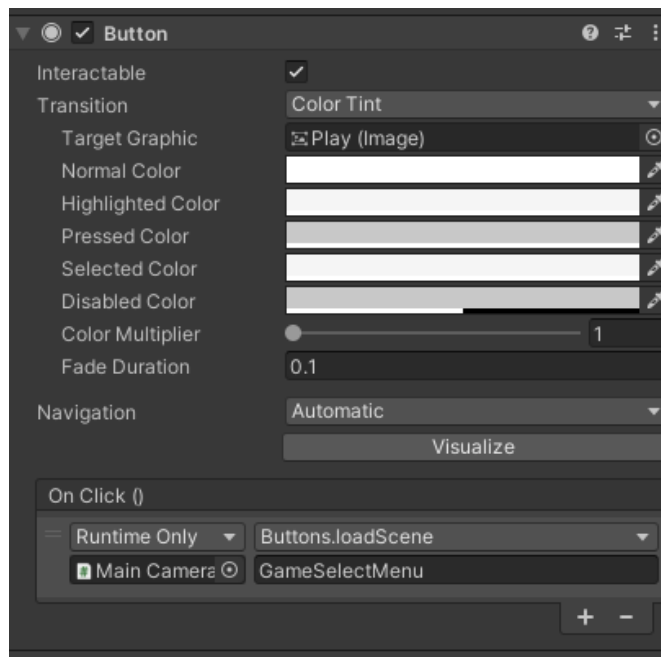 Button
Interactable
Transition Color Tint
Target Graphic Play (Image)
Normal Color
Highlighted Color
Pressed Color
Selected Color
Disabled Color
Color Multiplier 1
Fade Duration 0.1
Navigation Automatic
Visualize
On Click ()
Runtime Only Buttons.loadScene
Main Camera GameSelectMenu